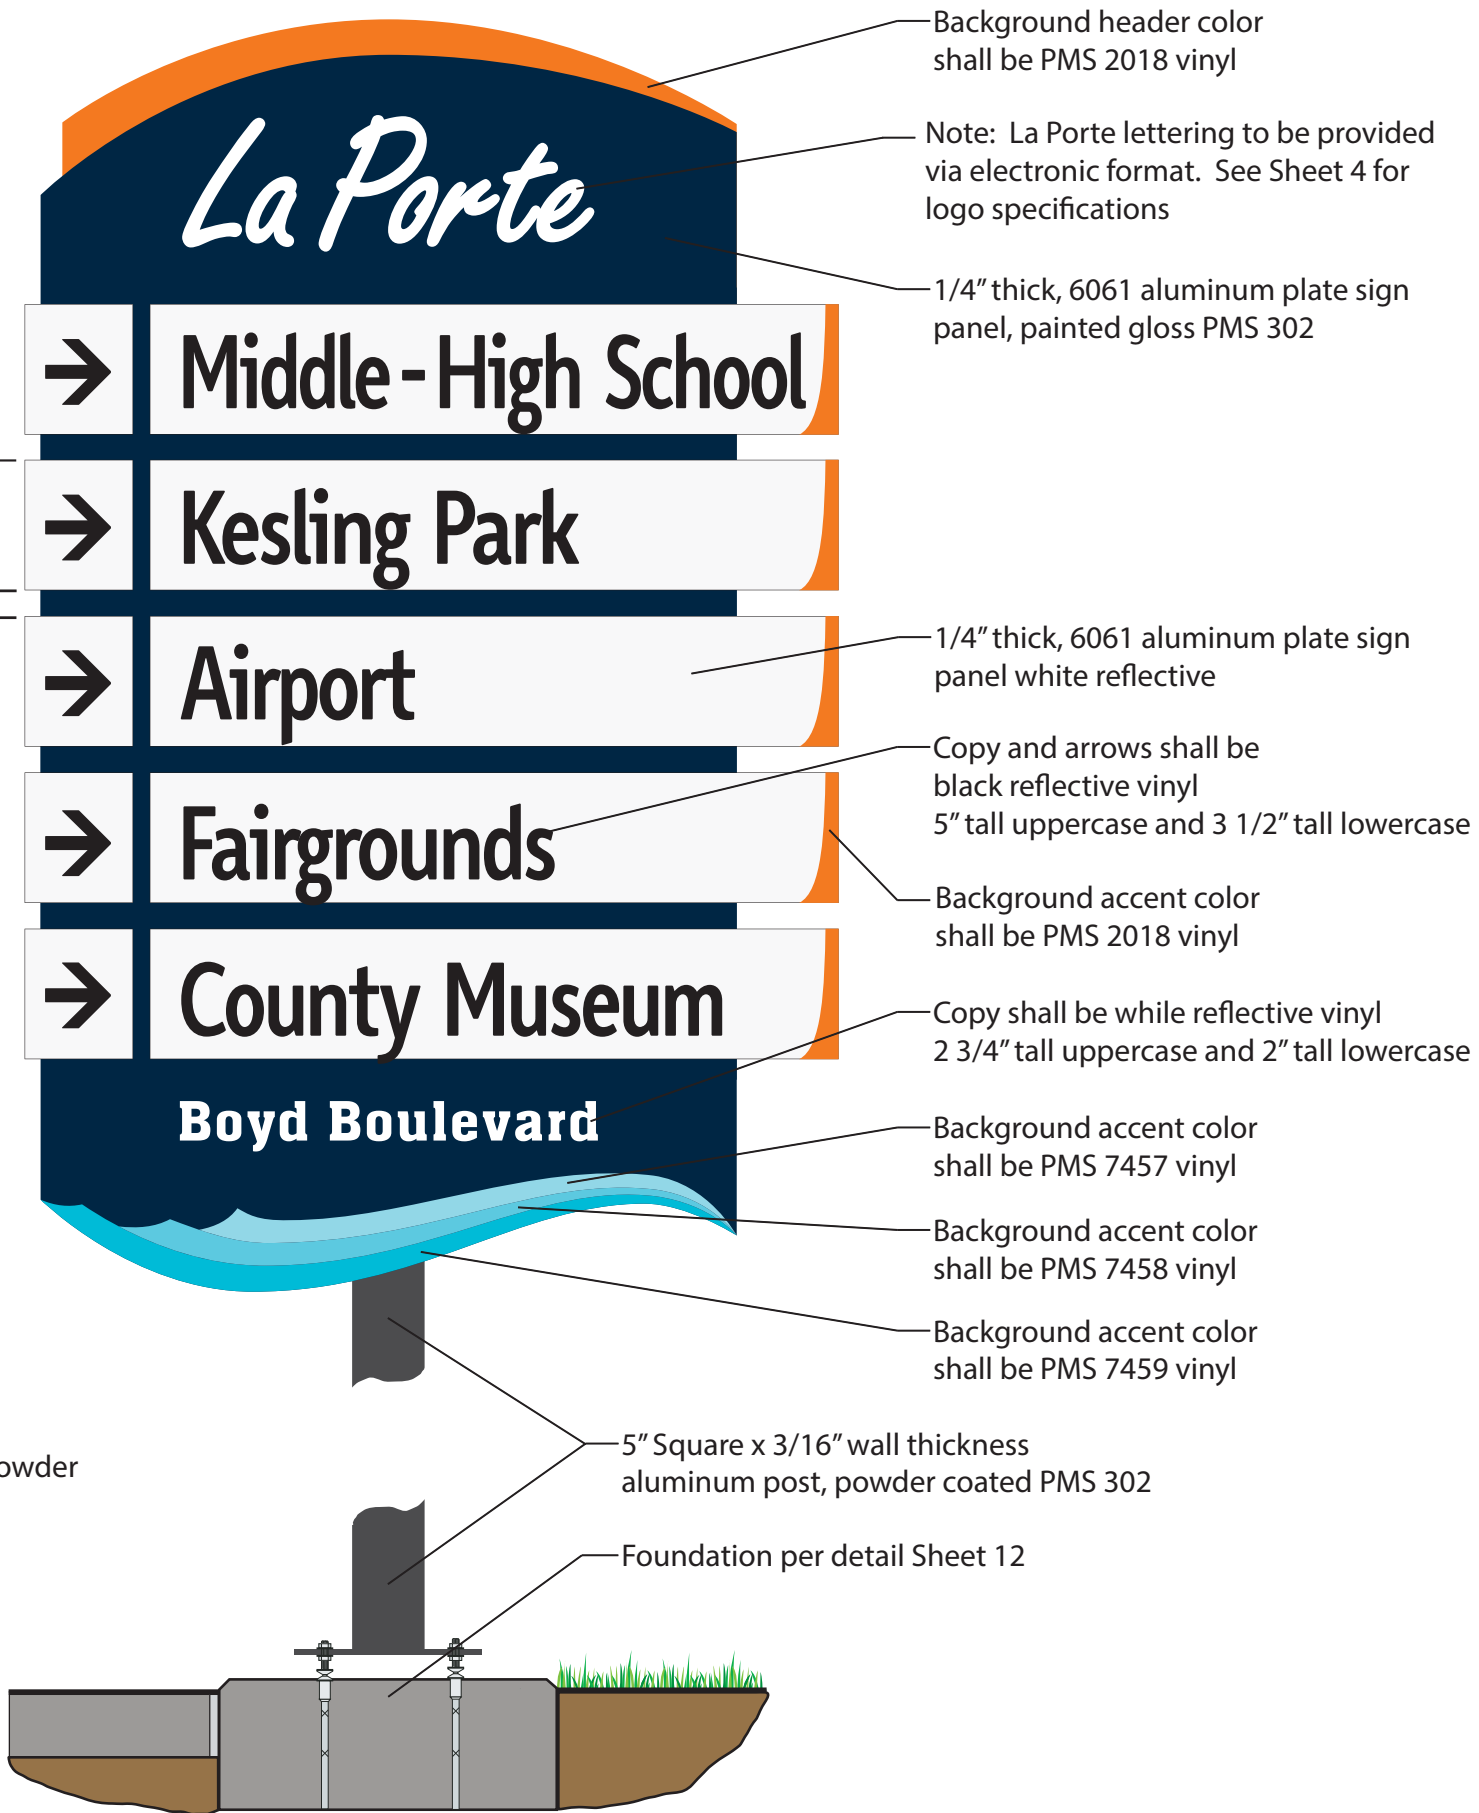 Background header color
shall be PMS 2018 vinyl
La Porte
Note: La Porte lettering to be provided
via electronic format. See Sheet 4 for
logo specifications
1/4" thick, 6061 aluminum plate sign
panel, painted gloss PMS 302
Middle-High School
Kesling Park
Airport
1/4" thick, 6061 aluminum plate sign
panel white reflective
Copy and arrows shall be
black reflective vinyl
5" tall uppercase and 3 1/2" tall lowercase
Fairgrounds
Background accent color
shall be PMS 2018 vinyl
County Museum
Copy shall be while reflective vinyl
2 3/4" tall uppercase and 2" tall lowercase
Boyd Boulevard
Background accent color
shall be PMS 7457 vinyl
Background accent color
shall be PMS 7458 vinyl
Background accent color
shall be PMS 7459 vinyl
owder
5" Square x 3/16" wall thickness
aluminum post, powder coated PMS 302
Foundation per detail Sheet 12